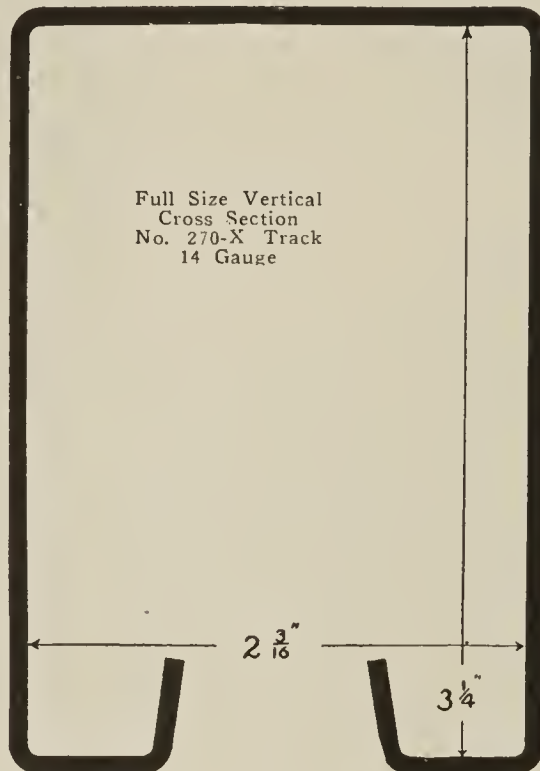 Full Size Vertical
Cross Section
No. 270-X Track
14 Gauge
2 3/16"
3 1/4"